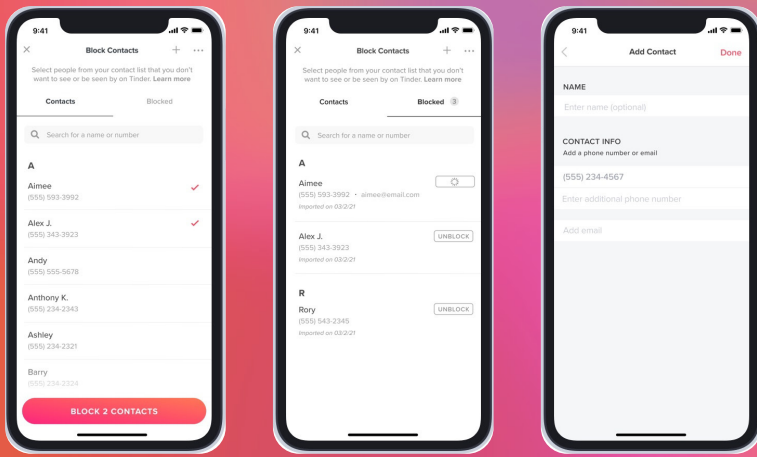 9:41
Block Contacts
Select people from your contact list that you don't
want to see or be seen by on Tinder. Learn more
Contacts Blocked
Search for a name or number
A
Aimee
(555) 593-3992
Alex J.
(555) 343-3923
Andy
(555) 555-5678
Anthony K.
(555) 234-2343
Ashley
(555) 234-2321
Barry
(555) 234-2324
BLOCK 2 CONTACTS
9:41
Block Contacts
Select people from your contact list that you don't
want to see or be seen by on Tinder. Learn more
Contacts Blocked 3
Search for a name or number
A
Aimee
(555) 593-3992 • aimee@email.com
Imported on 03/2/21
Alex J. UNBLOCK
(555) 343-3923
Imported on 03/2/21
R
Rory UNBLOCK
(555) 543-2345
Imported on 03/2/21
9:41
Add Contact Done
NAME
Enter name (optional)
CONTACT INFO
Add a phone number or email
(555) 234-4567
Enter additional phone number
Add email